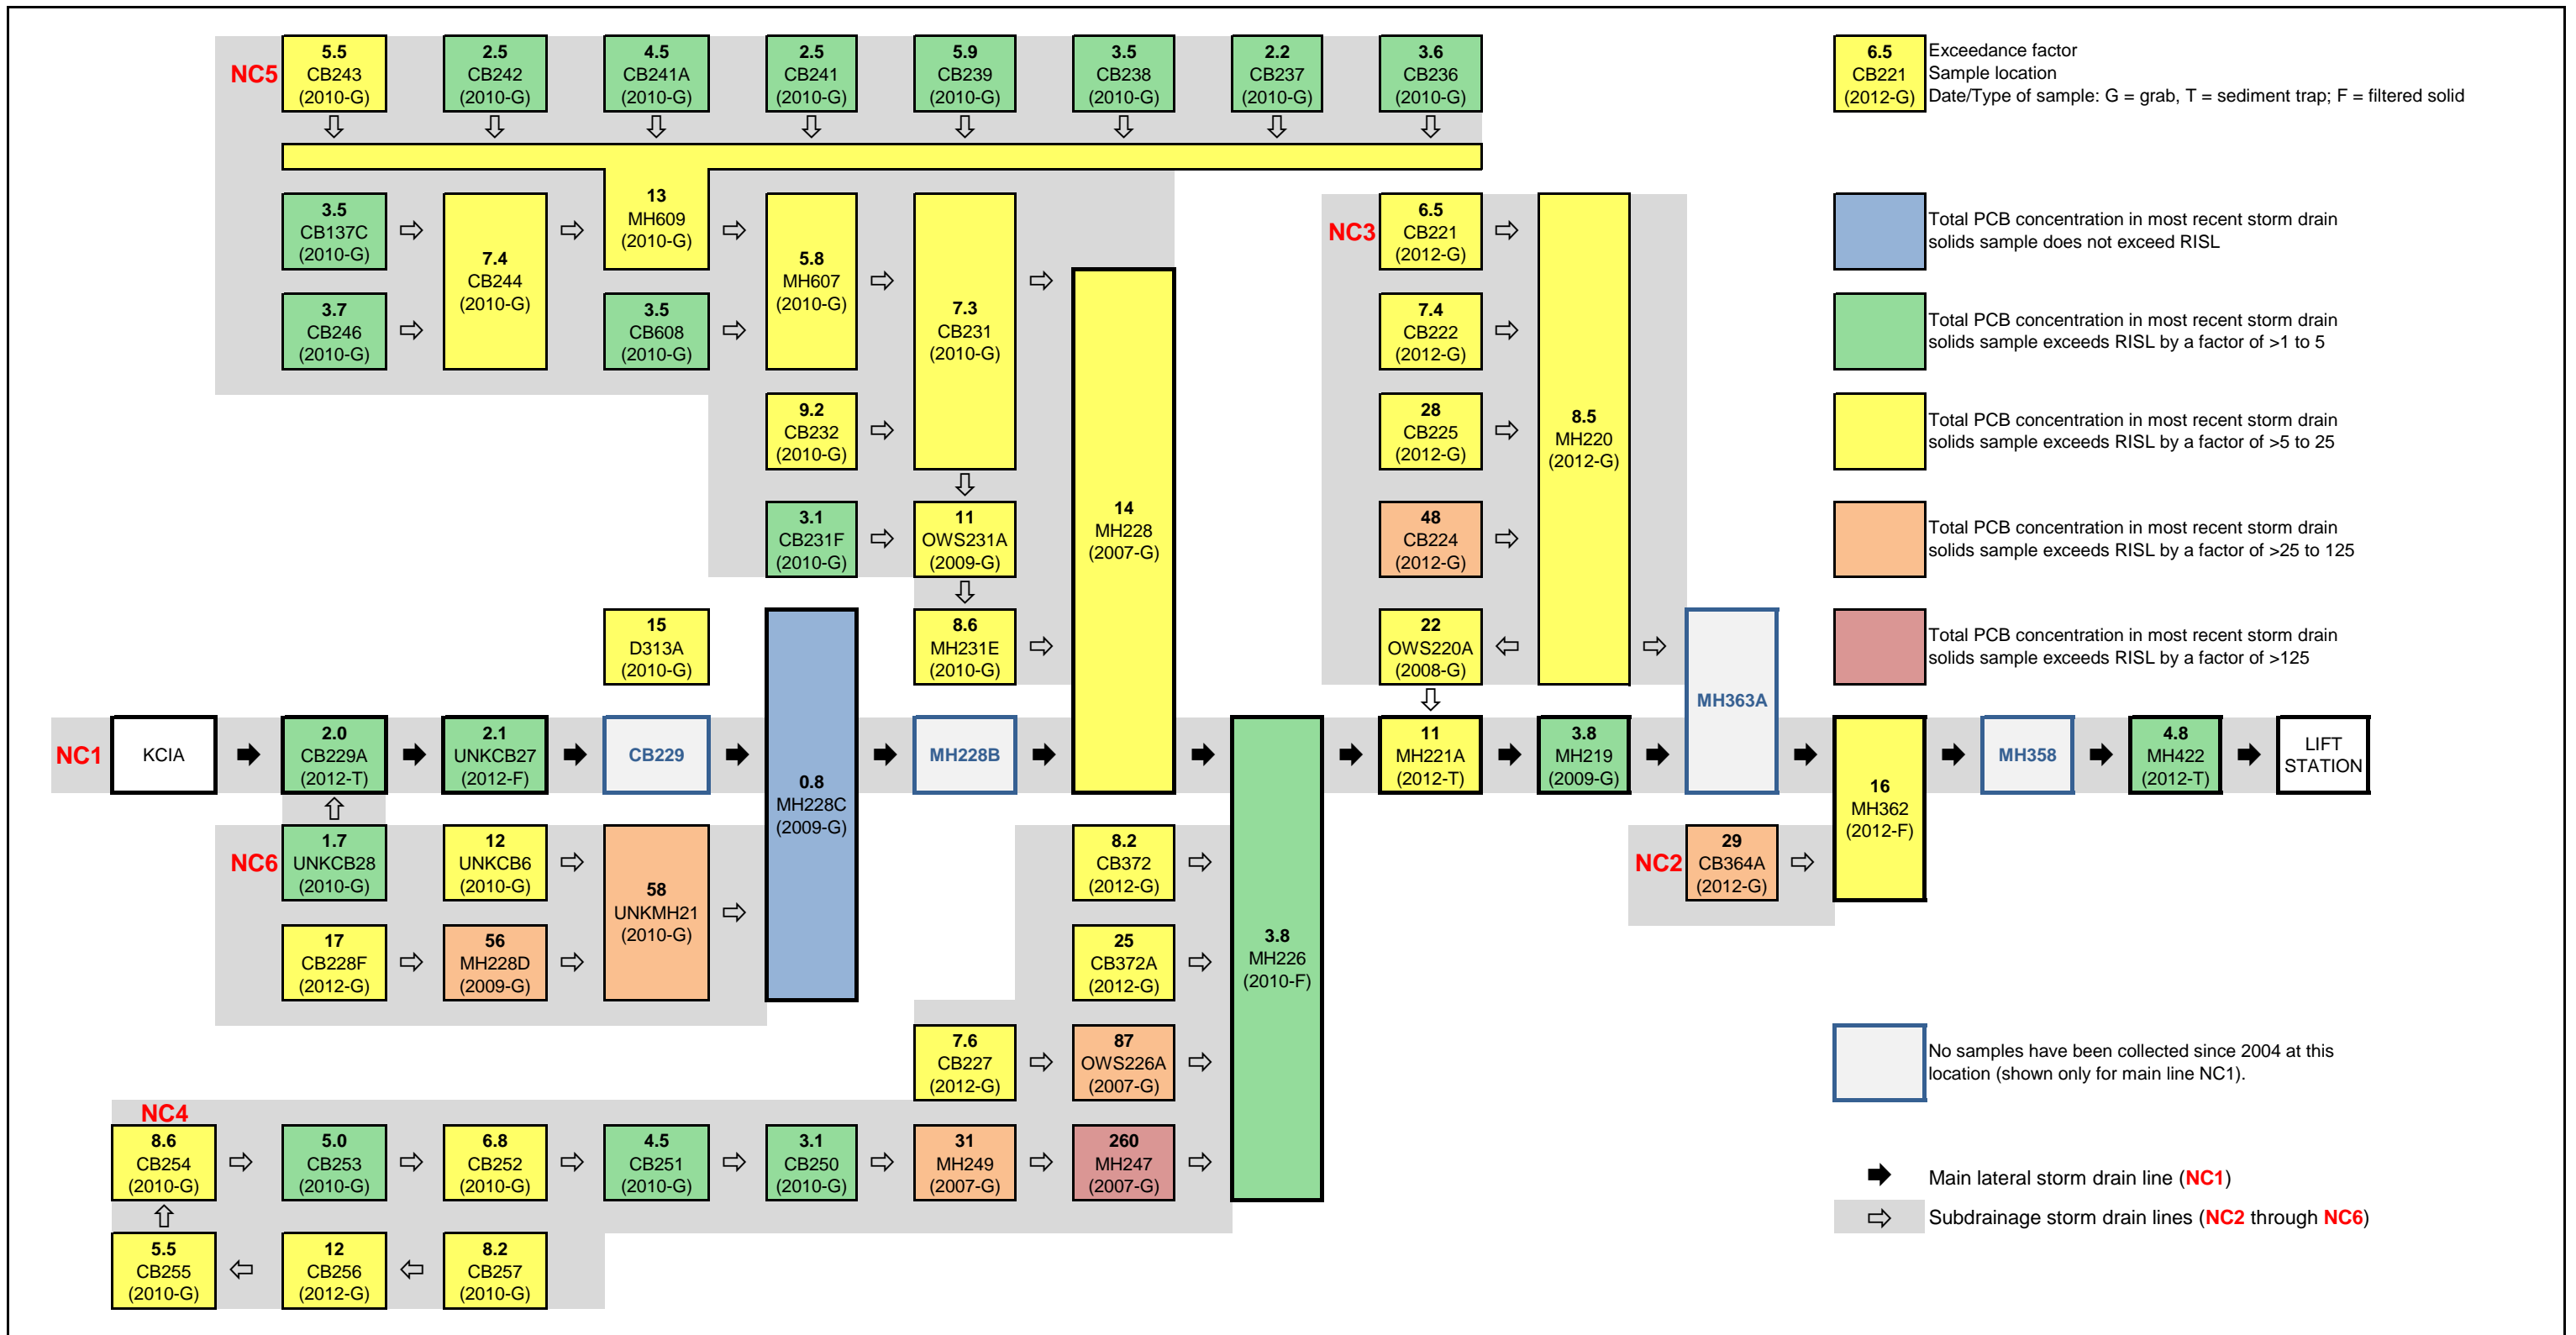 NC5
5.5
CB243
(2010-G)
2.5
CB242
(2010-G)
4.5
CB241A
(2010-G)
2.5
CB241
(2010-G)
5.9
CB239
(2010-G)
3.5
CB238
(2010-G)
2.2
CB237
(2010-G)
3.6
CB236
(2010-G)
6.5
CB221
(2012-G)
Exceedance factor
Sample location
Date/Type of sample: G = grab, T = sediment trap; F = filtered solid
3.5
CB137C
(2010-G)
3.7
CB246
(2010-G)
7.4
CB244
(2010-G)
13
MH609
(2010-G)
3.5
CB608
(2010-G)
5.8
MH607
(2010-G)
9.2
CB232
(2010-G)
3.1
CB231F
(2010-G)
7.3
CB231
(2010-G)
11
OWS231A
(2009-G)
8.6
MH231E
(2010-G)
14
MH228
(2007-G)
NC3
6.5
CB221
(2012-G)
7.4
CB222
(2012-G)
28
CB225
(2012-G)
48
CB224
(2012-G)
22
OWS220A
(2008-G)
8.5
MH220
(2012-G)
Total PCB concentration in most recent storm drain
solids sample does not exceed RISL
Total PCB concentration in most recent storm drain
solids sample exceeds RISL by a factor of >1 to 5
Total PCB concentration in most recent storm drain
solids sample exceeds RISL by a factor of >5 to 25
Total PCB concentration in most recent storm drain
solids sample exceeds RISL by a factor of >25 to 125
Total PCB concentration in most recent storm drain
solids sample exceeds RISL by a factor of >125
15
D313A
(2010-G)
NC1
KCIA
2.0
CB229A
(2012-T)
2.1
UNKCB27
(2012-F)
CB229
0.8
MH228C
(2009-G)
MH228B
11
MH221A
(2012-T)
3.8
MH219
(2009-G)
MH363A
16
MH362
(2012-F)
MH358
4.8
MH422
(2012-T)
LIFT
STATION
NC6
1.7
UNKCB28
(2010-G)
12
UNKCB6
(2010-G)
17
CB228F
(2012-G)
56
MH228D
(2009-G)
58
UNKMH21
(2010-G)
8.2
CB372
(2012-G)
25
CB372A
(2012-G)
7.6
CB227
(2012-G)
87
OWS226A
(2007-G)
3.8
MH226
(2010-F)
NC2
29
CB364A
(2012-G)
No samples have been collected since 2004 at this
location (shown only for main line NC1).
NC4
8.6
CB254
(2010-G)
5.0
CB253
(2010-G)
6.8
CB252
(2010-G)
4.5
CB251
(2010-G)
3.1
CB250
(2010-G)
31
MH249
(2007-G)
260
MH247
(2007-G)
5.5
CB255
(2010-G)
12
CB256
(2012-G)
8.2
CB257
(2010-G)
Main lateral storm drain line (NC1)
Subdrainage storm drain lines (NC2 through NC6)